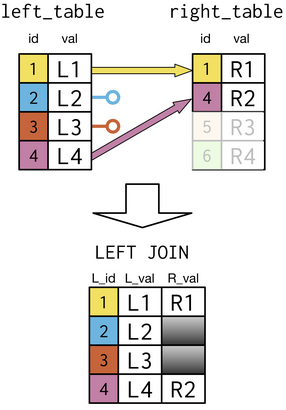 left_table right_table
id val id val
1 L1 1 R1
2 L2 4 R2
3 L3 5 R3
4 L4 6 R4
LEFT JOIN
L_id L_val R_val
1 L1 R1
2 L2
3 L3
4 L4 R2